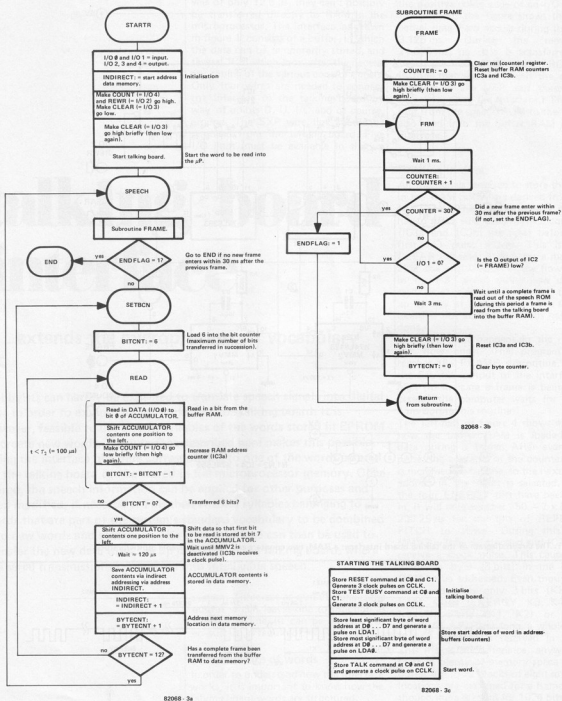 STARTR
I/O 0 and I/O 1 = input.
I/O 2, 3 and 4 = output.
INDIRECT: = start address
data memory.
Initialisation
Make COUNT (= I/O 4)
and REWR (= I/O 2) go high.
Make CLEAR (= I/O 3)
go low.
Make CLEAR (= I/O 3)
go high briefly (then low
again).
Start talking board.
Start the word to be read into
the µP.
SPEECH
Subroutine FRAME.
ENDFLAG = 1?
yes
no
END
Go to END if no new frame
enters within 30 ms after the
previous frame.
SETBCN
BITCNT: = 6
Load 6 into the bit counter
(maximum number of bits
transferred in succession).
READ
t < τ2 (= 100 µs)
Read in DATA (I/O 0) to
bit 0 of ACCUMULATOR.
Read in a bit from the
buffer RAM.
Shift ACCUMULATOR
contents one position to
the left.
Make COUNT (= I/O 4) go
low briefly (then high
again).
Increase RAM address
counter (IC3a)
BITCNT: = BITCNT − 1
BITCNT = 0?
no
yes
Transferred 6 bits?
Shift ACCUMULATOR
contents one position to
the left.
Shift data so that first bit
to be read is stored at bit 7
in the ACCUMULATOR.
Wait ≈ 120 µs
Wait until MMV2 is
deactivated (IC3b receives
a clock pulse).
Save ACCUMULATOR
contents via indirect
addressing via address
INDIRECT.
ACCUMULATOR contents is
stored in data memory.
INDIRECT:
= INDIRECT + 1
BYTECNT:
= BYTECNT + 1
Address next memory
location in data memory.
BYTECNT = 12?
no
yes
Has a complete frame been
transferred from the buffer
RAM to data memory?
82068 - 3a
SUBROUTINE FRAME
FRAME
COUNTER: = 0
Make CLEAR (= I/O 3) go
high briefly (then low
again).
Clear ms (counter) register.
Reset buffer RAM counters
IC3a and IC3b.
FRM
Wait 1 ms.
COUNTER:
= COUNTER + 1
COUNTER = 30?
yes
no
Did a new frame enter within
30 ms after the previous frame?
(if not, set the ENDFLAG).
ENDFLAG: = 1
I/O 1 = 0?
yes
no
Is the Q output of IC2
(= FRAME) low?
Wait 3 ms.
Wait until a complete frame is
read out of the speech ROM
(during this period a frame is
read from the talking board
into the buffer RAM).
Make CLEAR (= I/O 3) go
high briefly (then low
again).
Reset IC3a and IC3b.
BYTECNT: = 0
Clear byte counter.
Return
from subroutine.
82068 - 3b
STARTING THE TALKING BOARD
Store RESET command at C0 and C1.
Generate 3 clock pulses on CCLK.
Store TEST BUSY command at C0 and
C1.
Generate 3 clock pulses on CCLK.
Initialise
talking board.
Store least significant byte of word
address at D0 . . . D7 and generate a
pulse on LDA1.
Store most significant byte of word
address at D0 . . . D7 and generate a
pulse on LDA0.
Store start address of word in address-
buffers (counters)
Store TALK command at C0 and C1
and generate a clock pulse on CCLK.
Start word.
82068 - 3c